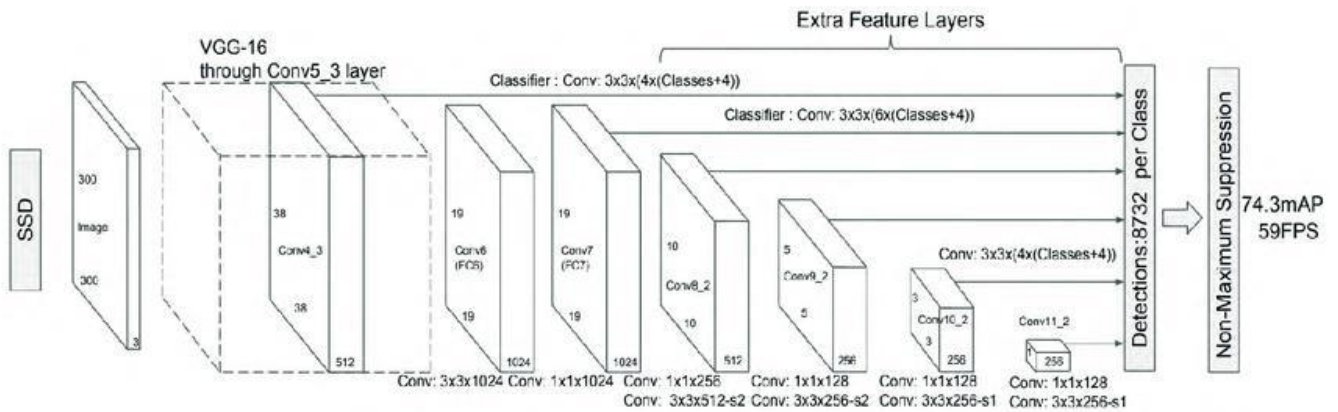 Extra Feature Layers
VGG-16
through Conv5_3 layer
Classifier : Conv: 3x3x(4x(Classes+4))
Classifier : Conv: 3x3x(6x(Classes+4))
SSD
300
Image
300
3
38
Conv4_3
38
512
19
Conv6
(FC6)
19
1024
19
Conv7
(FC7)
19
1024
10
Conv8_2
10
512
5
Conv9_2
5
256
Conv: 3x3x(4x(Classes+4))
3
Conv10_2
3
256
Conv11_2
1
256
Detections:8732 per Class
Non-Maximum Suppression
74.3mAP
59FPS
Conv: 3x3x1024
Conv: 1x1x1024
Conv: 1x1x256
Conv: 3x3x512-s2
Conv: 1x1x128
Conv: 3x3x256-s2
Conv: 1x1x128
Conv: 3x3x256-s1
Conv: 1x1x128
Conv: 3x3x256-s1